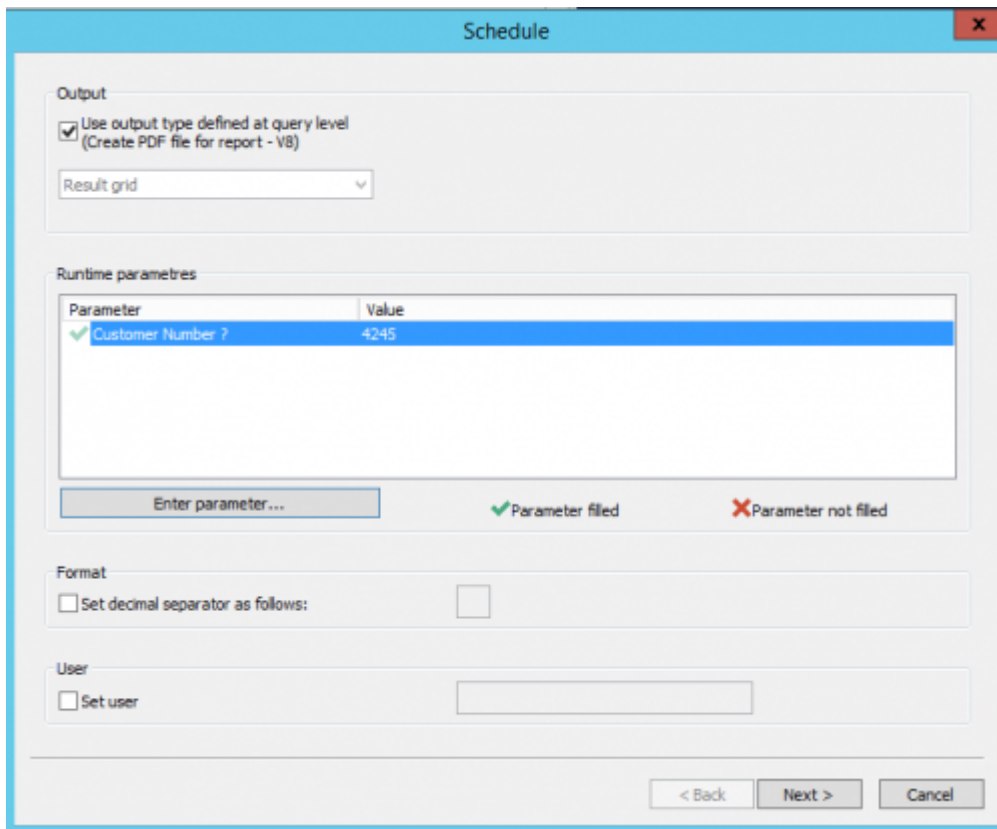 Schedule
x
Output
Use output type defined at query level
(Create PDF file for report - V8)
Result grid
Runtime parametres
Parameter Value
Customer Number ? 4245
Enter parameter... Parameter filled Parameter not filled
Format
Set decimal separator as follows:
User
Set user
< Back Next > Cancel